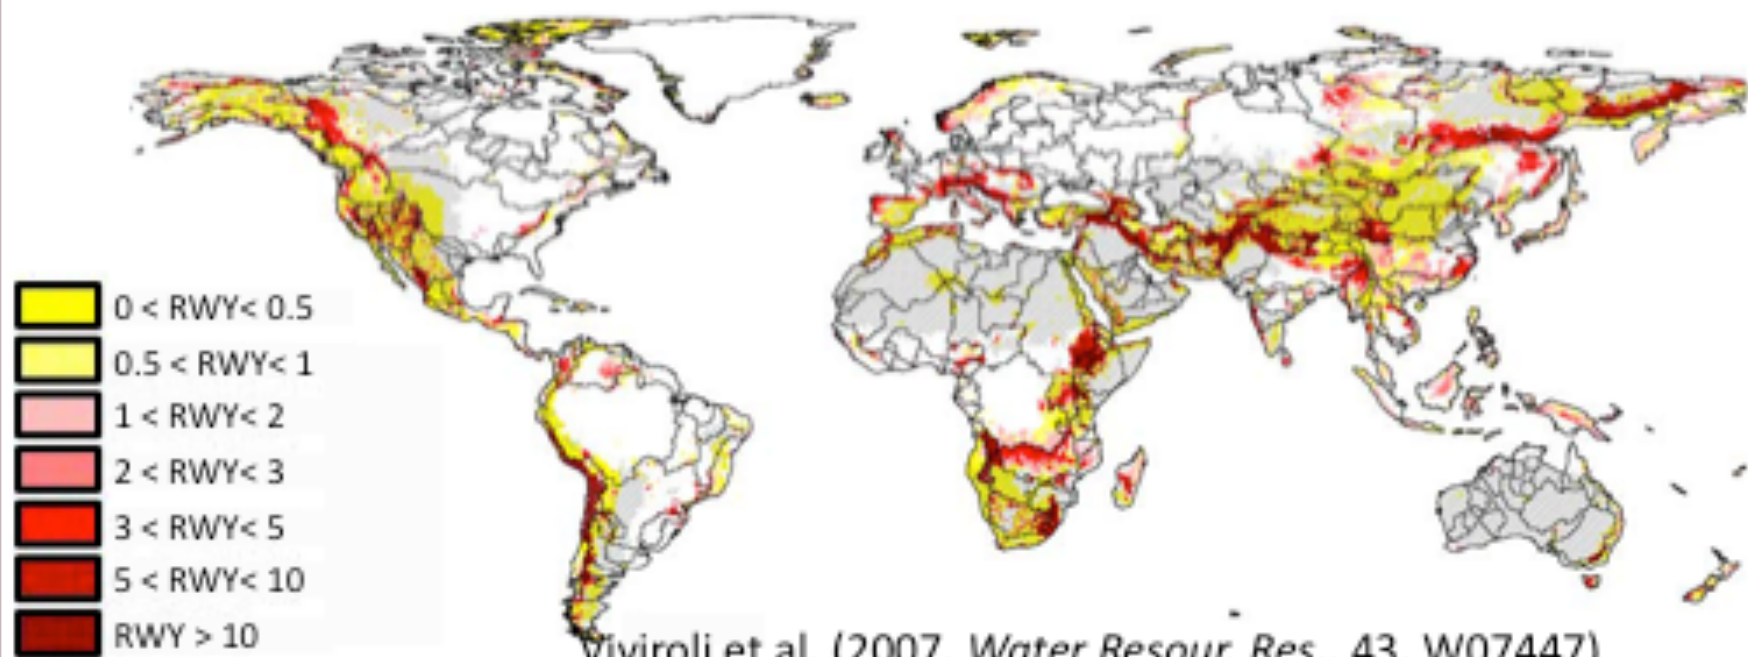 0 < RWY< 0.5
0.5 < RWY< 1
1 < RWY< 2
2 < RWY< 3
3 < RWY< 5
5 < RWY< 10
RWY > 10
Viviroli et al. (2007, Water Resour. Res., 43, W07447)